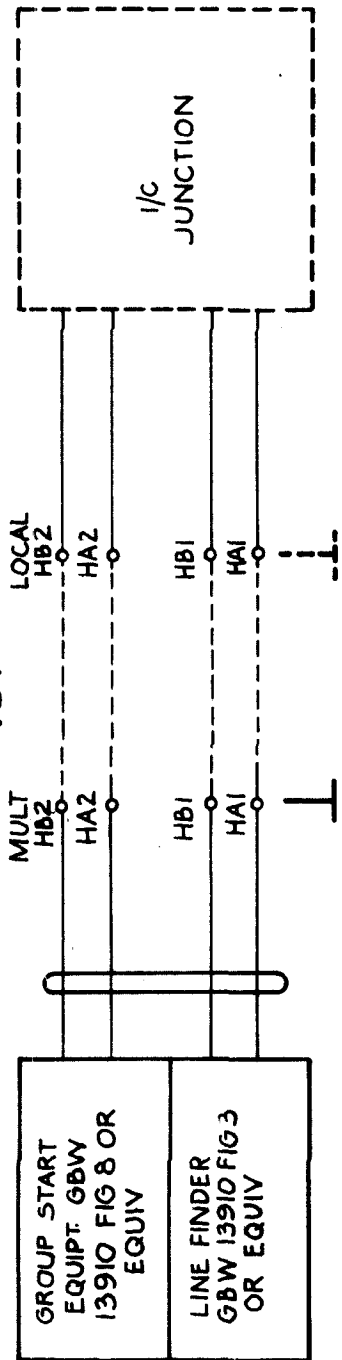 GROUP START
EQUIPT. GBW
13910 FIG 8 OR
EQUIV
LINE FINDER
GBW 13910 FIG 3
OR EQUIV
MULT
HB2
HA2
HB1
HA1
LOCAL
HB2
HA2
HB1
HA1
I/C
JUNCTION